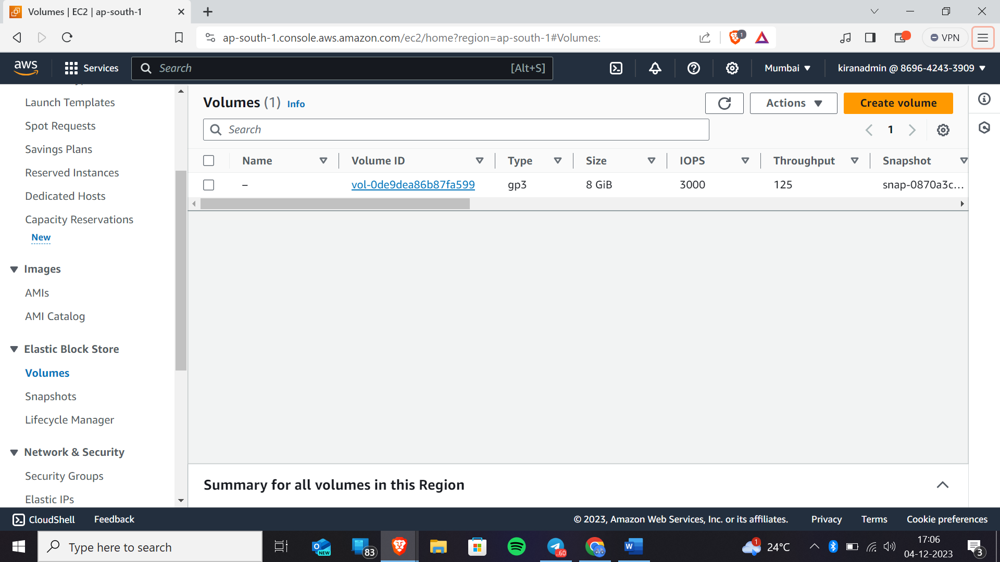 Volumes | EC2 | ap-south-1
ap-south-1.console.aws.amazon.com/ec2/home?region=ap-south-1#Volumes:
1
VPN
aws
Services
Search
[Alt+S]
Mumbai
kiranadmin @ 8696-4243-3909
Launch Templates
Spot Requests
Savings Plans
Reserved Instances
Dedicated Hosts
Capacity Reservations
New
Images
AMIs
AMI Catalog
Elastic Block Store
Volumes
Snapshots
Lifecycle Manager
Network & Security
Security Groups
Elastic IPs
Volumes (1) Info
Actions
Create volume
Search
1
Name Volume ID Type Size IOPS Throughput Snapshot
– vol-0de9dea86b87fa599 gp3 8 GiB 3000 125 snap-0870a3c...
Summary for all volumes in this Region
CloudShell
Feedback
© 2023, Amazon Web Services, Inc. or its affiliates.
Privacy
Terms
Cookie preferences
Type here to search
NEW
83
..60
W
1
24°C
17:06
04-12-2023
3